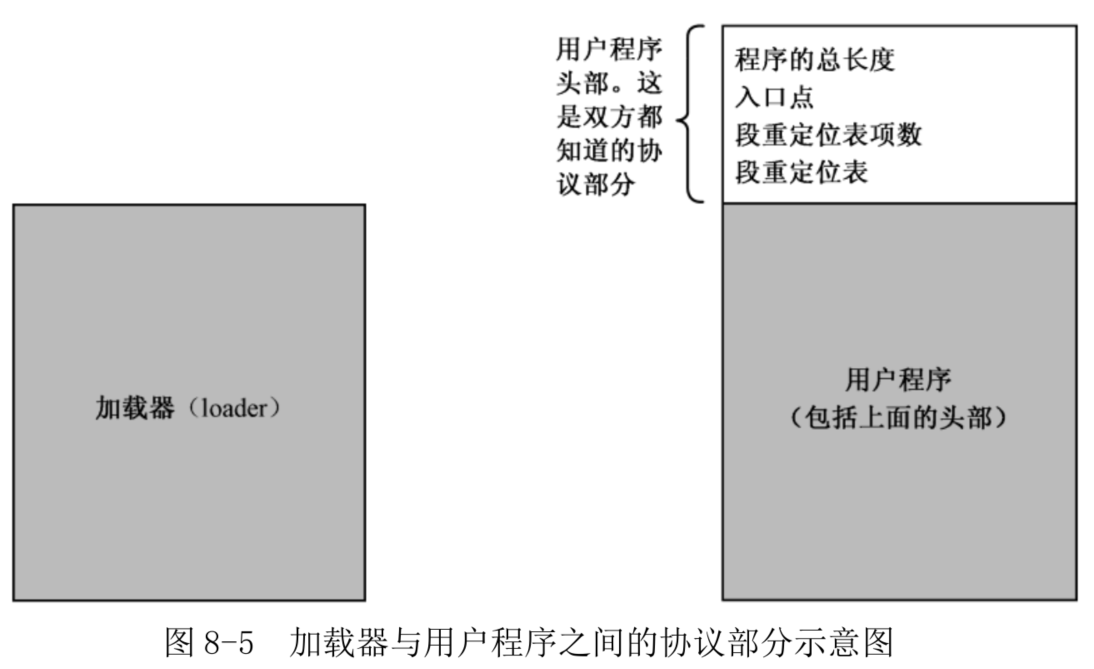 用户程序
头部。这
是双方都
知道的协
议部分
程序的总长度
入口点
段重定位表项数
段重定位表
加载器（loader）
用户程序
（包括上面的头部）
图 8-5 加载器与用户程序之间的协议部分示意图